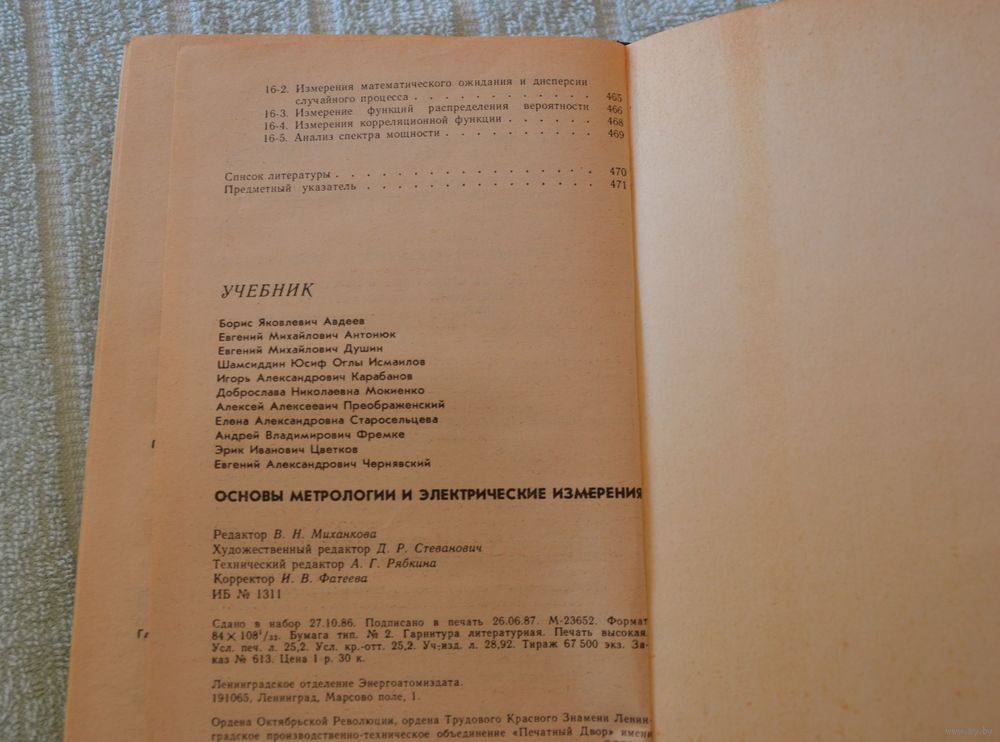 16-2. Измерения математического ожидания и дисперсии
случайного процесса . . . . . . . . . . . . . . 465
16-3. Измерение функций распределения вероятности 466
16-4. Измерения корреляционной функции . . . . . . 468
16-5. Анализ спектра мощности . . . . . . . . . . . 469
Список литературы . . . . . . . . . . . . . . . . . . 470
Предметный указатель . . . . . . . . . . . . . . . . 471
УЧЕБНИК
Борис Яковлевич Авдеев
Евгений Михайлович Антонюк
Евгений Михайлович Душин
Шамсиддин Юсиф Оглы Исмаилов
Игорь Александрович Карабанов
Доброслава Николаевна Мокиенко
Алексей Алексеевич Преображенский
Елена Александровна Старосельцева
Андрей Владимирович Фремке
Эрик Иванович Цветков
Евгений Александрович Чернявский
ОСНОВЫ МЕТРОЛОГИИ И ЭЛЕКТРИЧЕСКИЕ ИЗМЕРЕНИЯ
Редактор В. Н. Миханкова
Художественный редактор Д. Р. Стеванович
Технический редактор А. Г. Рябкина
Корректор И. В. Фатеева
ИБ № 1311
Сдано в набор 27.10.86. Подписано в печать 26.06.87. М-23652. Формат
84 × 108¹/₃₂. Бумага тип. № 2. Гарнитура литературная. Печать высокая.
Усл. печ. л. 25,2. Усл. кр.-отт. 25,2. Уч-изд. л. 28,92. Тираж 67 500 экз. За-
каз № 613. Цена 1 р. 30 к.
Ленинградское отделение Энергоатомиздата.
191065, Ленинград, Марсово поле, 1.
Ордена Октябрьской Революции, ордена Трудового Красного Знамени Ленин-
градское производственно-техническое объединение «Печатный Двор» имени
www.ay.by